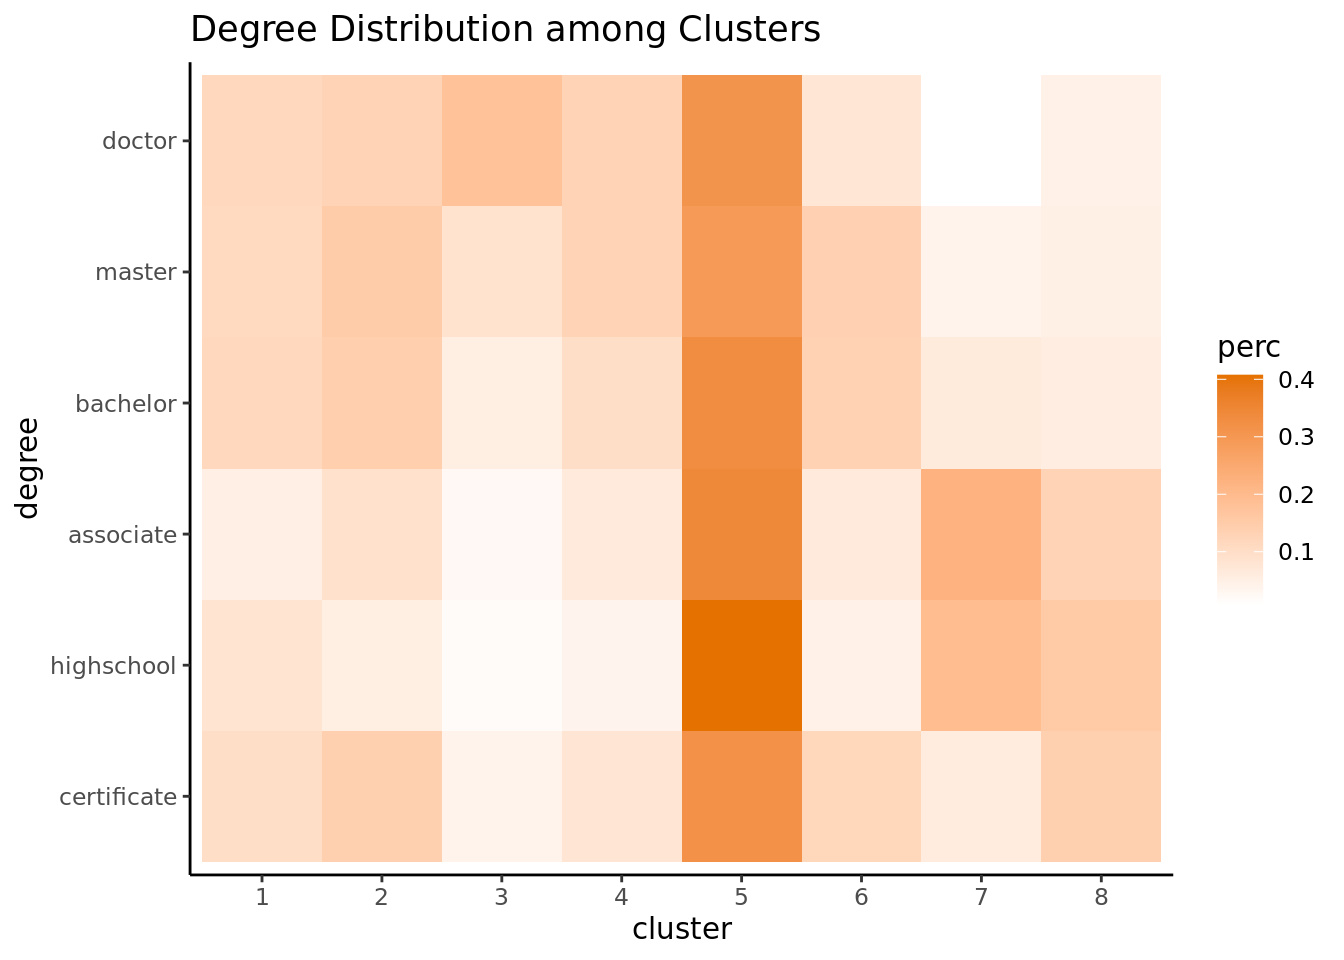 Degree Distribution among Clusters
degree
doctor
master
bachelor
associate
highschool
certificate
1 2 3 4 5 6 7 8
cluster
perc
0.4
0.3
0.2
0.1